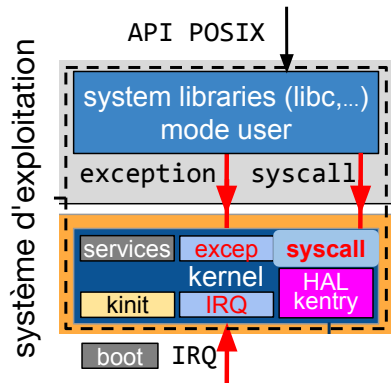 API POSIX
système d'exploitation
system libraries (libc,...)
mode user
exception syscall
services excep syscall
kernel
HAL
kentry
kinit IRQ
boot IRQ